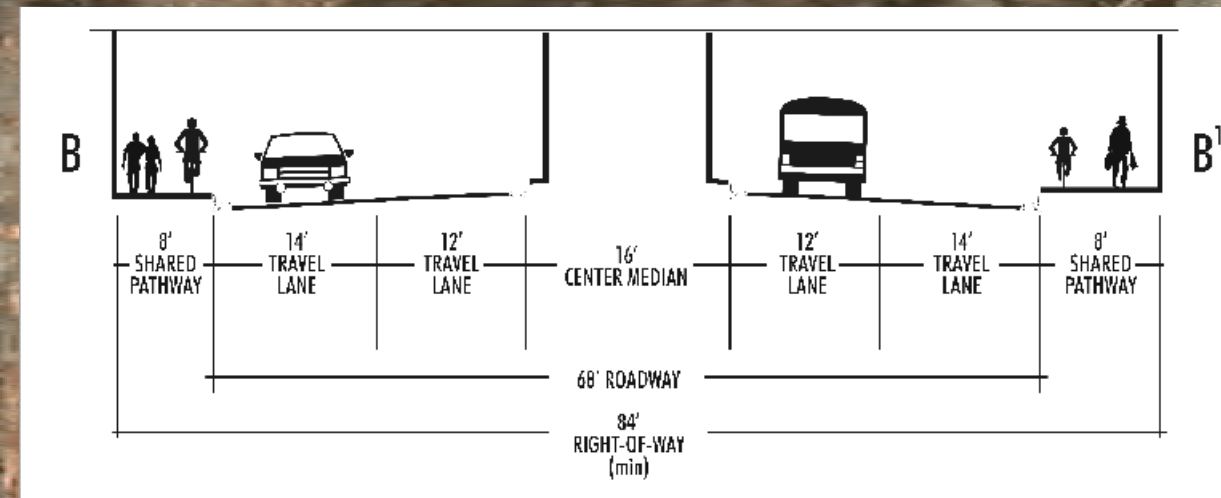 B
B¹
8'
SHARED
PATHWAY
14'
TRAVEL
LANE
12'
TRAVEL
LANE
16'
CENTER MEDIAN
12'
TRAVEL
LANE
14'
TRAVEL
LANE
8'
SHARED
PATHWAY
68' ROADWAY
84'
RIGHT-OF-WAY
(min)